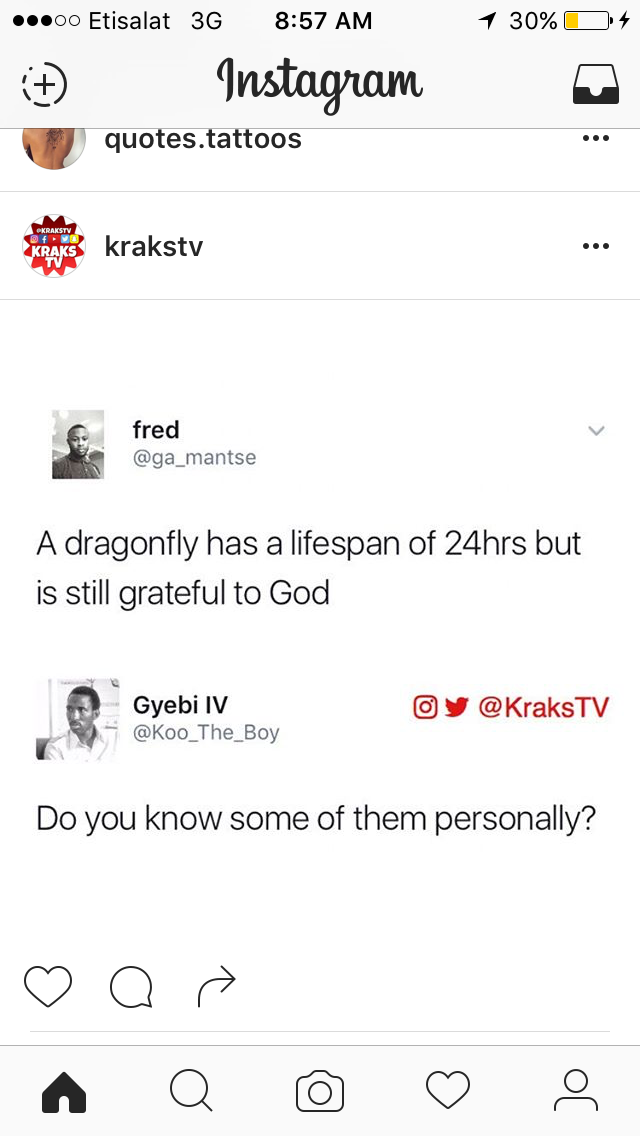 Etisalat 3G 8:57 AM 30%
Instagram
quotes.tattoos
@KRAKSTV
KRAKS
TV
krakstv
fred
@ga_mantse
A dragonfly has a lifespan of 24hrs but
is still grateful to God
Gyebi IV
@KraksTV
@Koo_The_Boy
Do you know some of them personally?